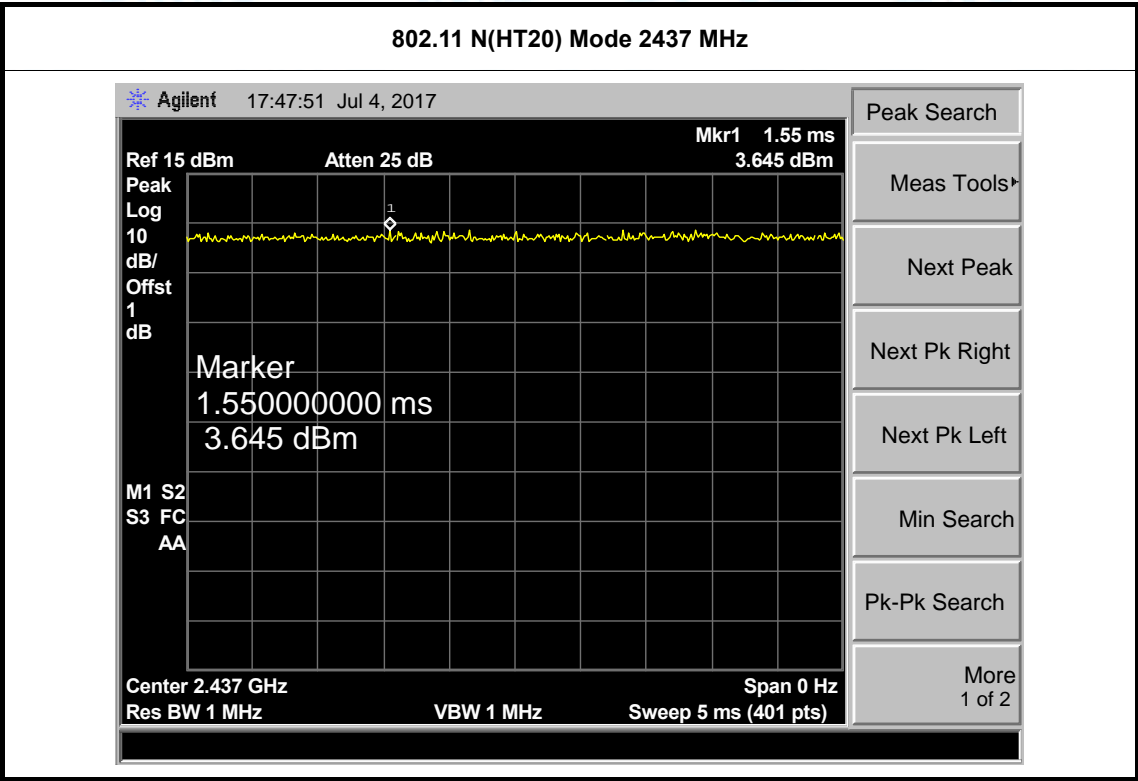 802.11 N(HT20) Mode 2437 MHz
Agilent 17:47:51 Jul 4, 2017
Mkr1 1.55 ms
Ref 15 dBm Atten 25 dB 3.645 dBm
Peak
Log
10
dB/
Offst
1
dB
1
Marker
1.550000000 ms
3.645 dBm
M1 S2
S3 FC
AA
Center 2.437 GHz Span 0 Hz
Res BW 1 MHz VBW 1 MHz Sweep 5 ms (401 pts)
Peak Search
Meas Tools
Next Peak
Next Pk Right
Next Pk Left
Min Search
Pk-Pk Search
More
1 of 2